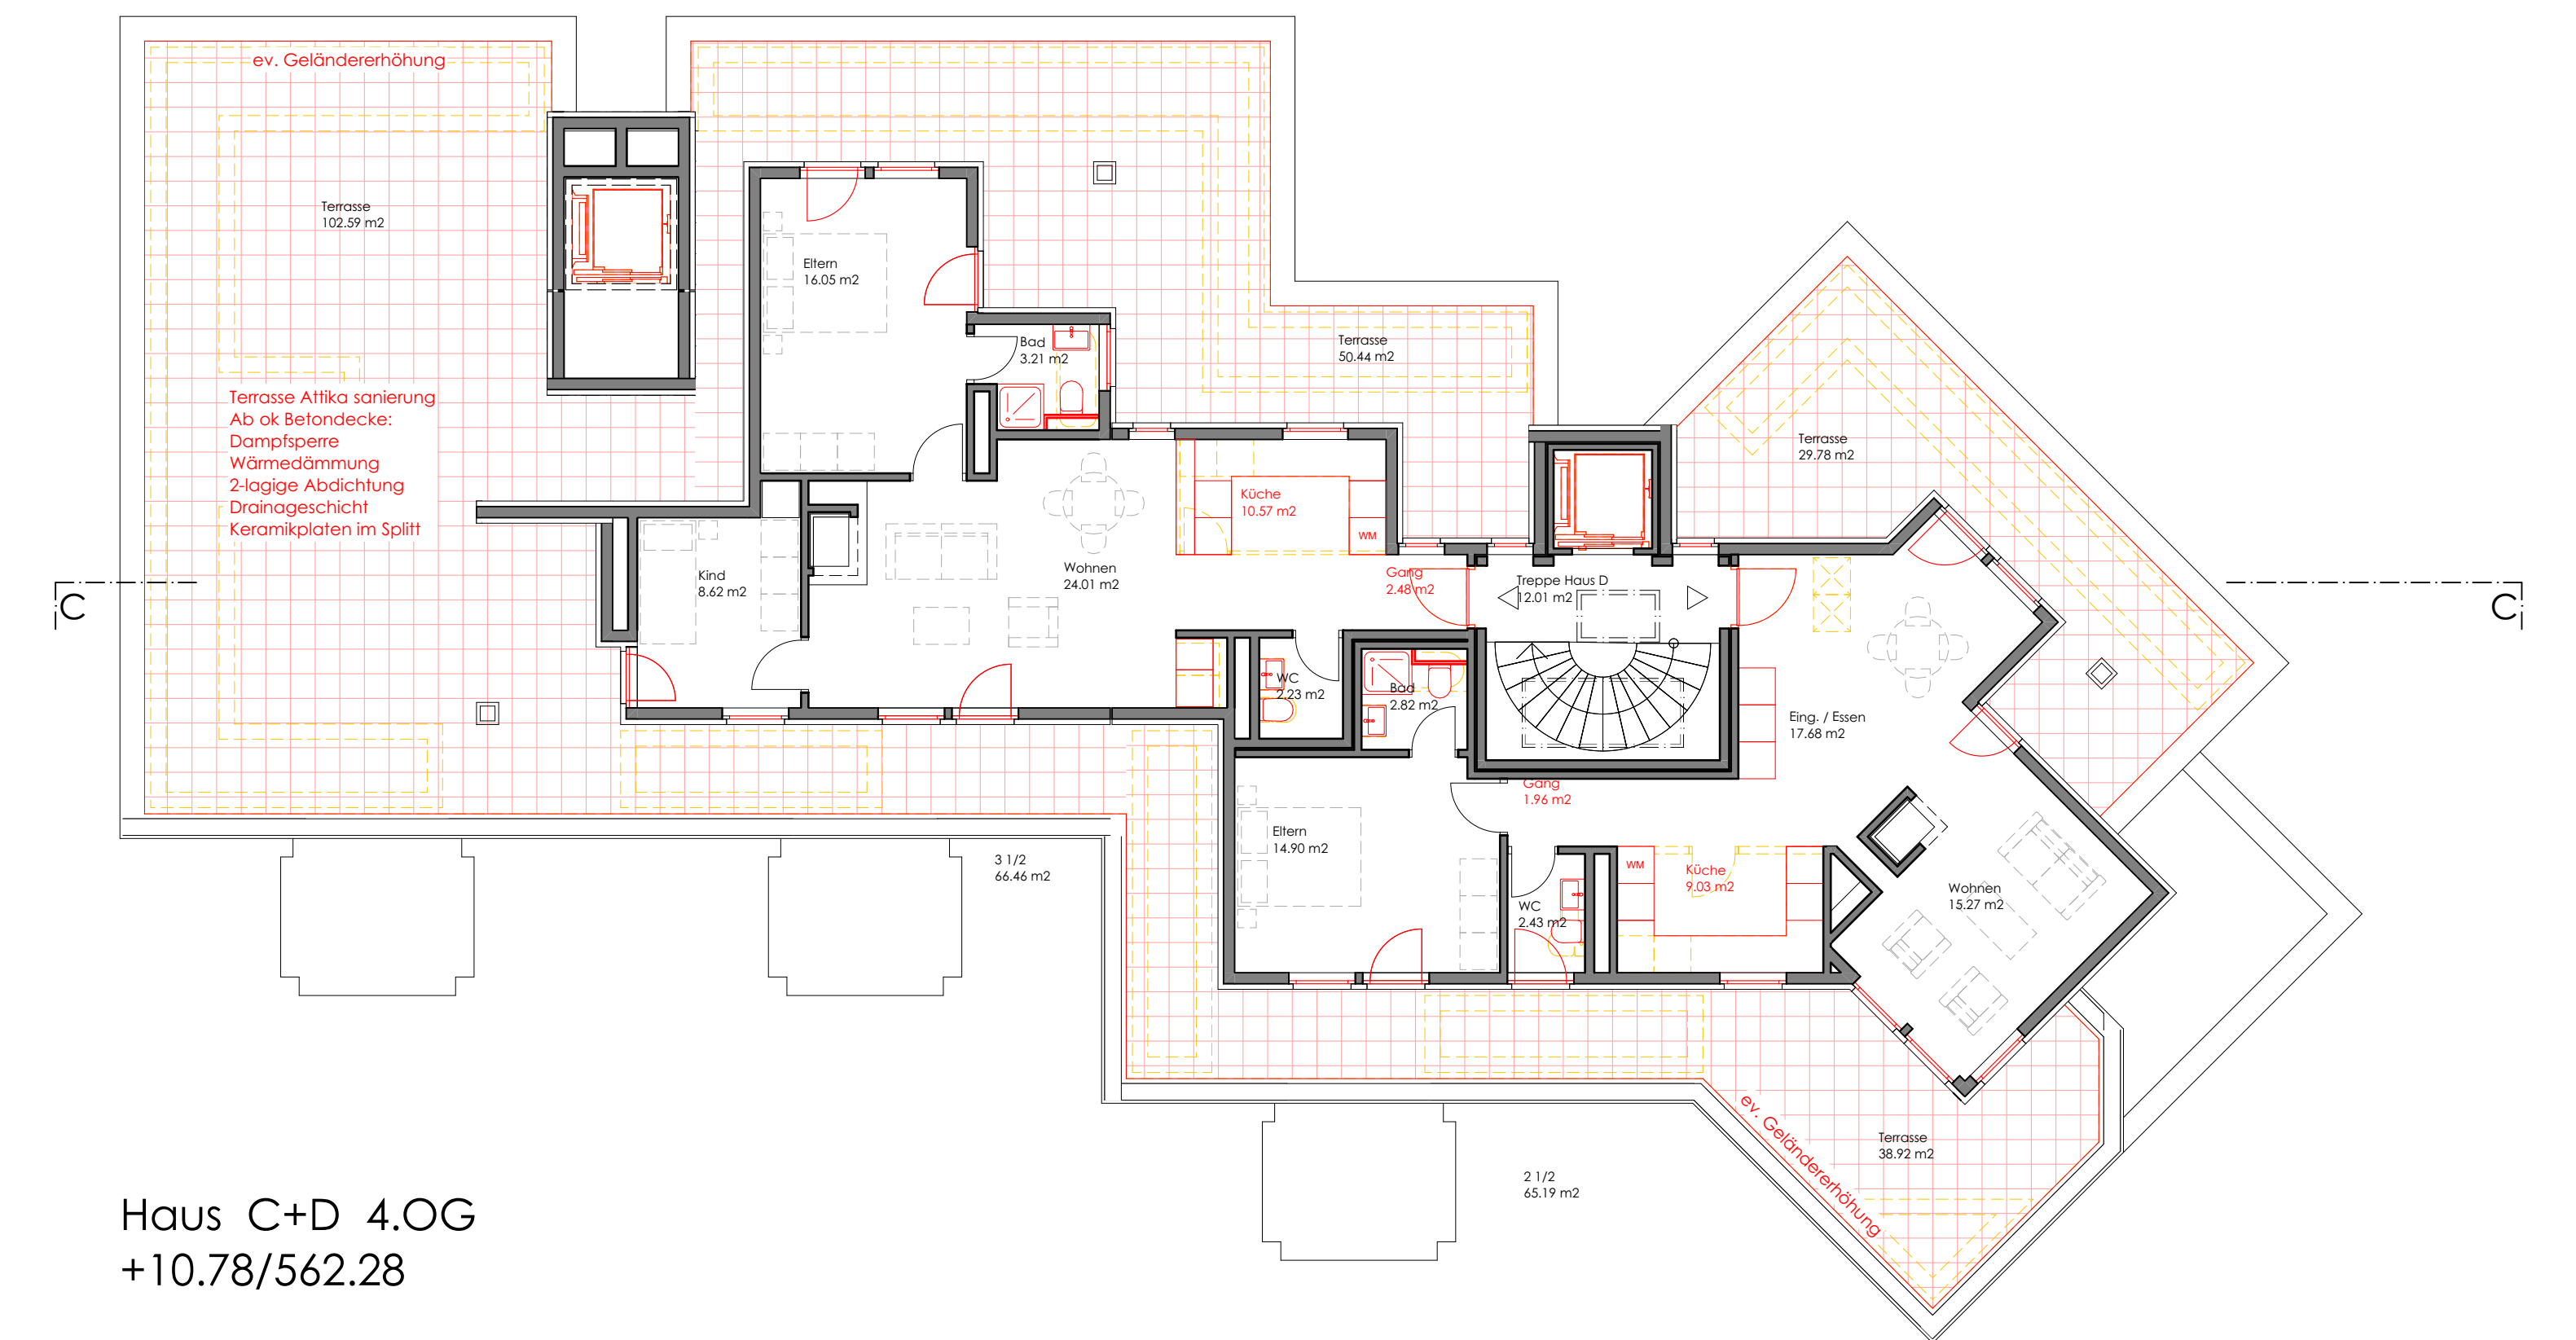 ev. Geländererhöhung
Terrasse
102.59 m2
Eltern
16.05 m2
Bad
3.21 m2
Terrasse
50.44 m2
Terrasse
29.78 m2
Terrasse Attika sanierung
Ab ok Betondecke:
Dampfsperre
Wärmedämmung
2-lagige Abdichtung
Drainageschicht
Keramikplaten im Splitt
Küche
10.57 m2
WM
Kind
8.62 m2
Wohnen
24.01 m2
Gang
2.48 m2
Treppe Haus D
12.01 m2
C
C
WC
2.23 m2
Bad
2.82 m2
Eing. / Essen
17.68 m2
Gang
1.96 m2
Eltern
14.90 m2
3 1/2
66.46 m2
WM
Küche
9.03 m2
WC
2.43 m2
Wohnen
15.27 m2
ev. Geländererhöhung
Terrasse
38.92 m2
2 1/2
65.19 m2
Haus C+D 4.OG
+10.78/562.28